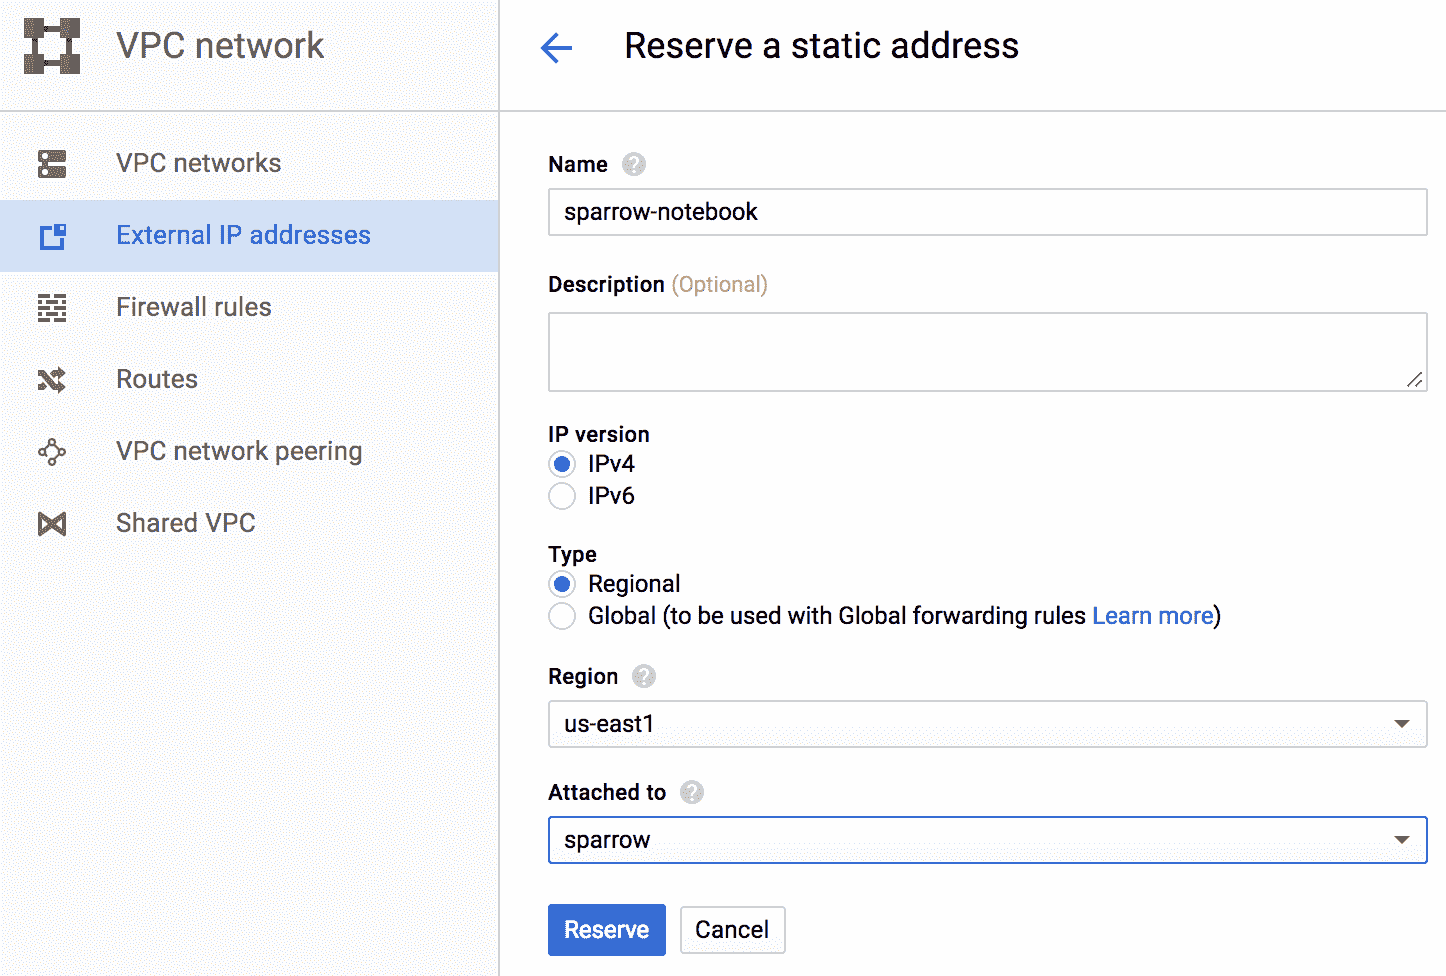 VPC network
Reserve a static address
VPC networks
External IP addresses
Firewall rules
Routes
VPC network peering
Shared VPC
Name ?
sparrow-notebook
Description (Optional)
IP version
IPv4
IPv6
Type
Regional
Global (to be used with Global forwarding rules Learn more)
Region ?
us-east1
Attached to ?
sparrow
Reserve
Cancel